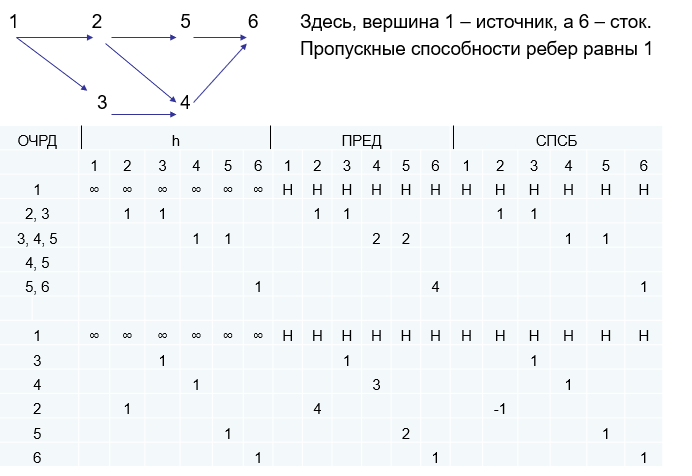 1 2 5 6
3 4
Здесь, вершина 1 – источник, а 6 – сток.
Пропускные способности ребер равны 1
ОЧРД h ПРЕД СПСБ
1 2 3 4 5 6 1 2 3 4 5 6 1 2 3 4 5 6
1 ∞ ∞ ∞ ∞ ∞ ∞ Н Н Н Н Н Н Н Н Н Н Н Н
2, 3 1 1 1 1 1 1
3, 4, 5 1 1 2 2 1 1
4, 5
5, 6 1 4 1
1 ∞ ∞ ∞ ∞ ∞ ∞ Н Н Н Н Н Н Н Н Н Н Н Н
3 1 1 1
4 1 3 1
2 1 4 -1
5 1 2 1
6 1 1 1